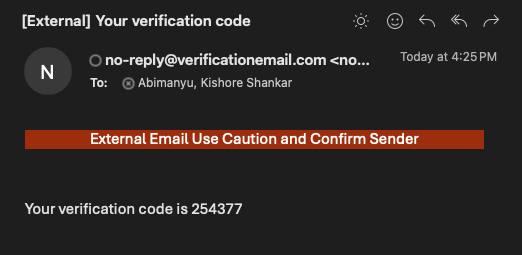 [External] Your verification code
N
no-reply@verificationemail.com <no...
Today at 4:25 PM
To: Abimanyu, Kishore Shankar
External Email Use Caution and Confirm Sender
Your verification code is 254377